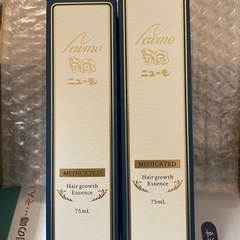 Newmo
ニューモ
MEDICATED
Hair growth
Essence
75mL
Newmo
ニューモ
MEDICATED
Hair growth
Essence
75mL